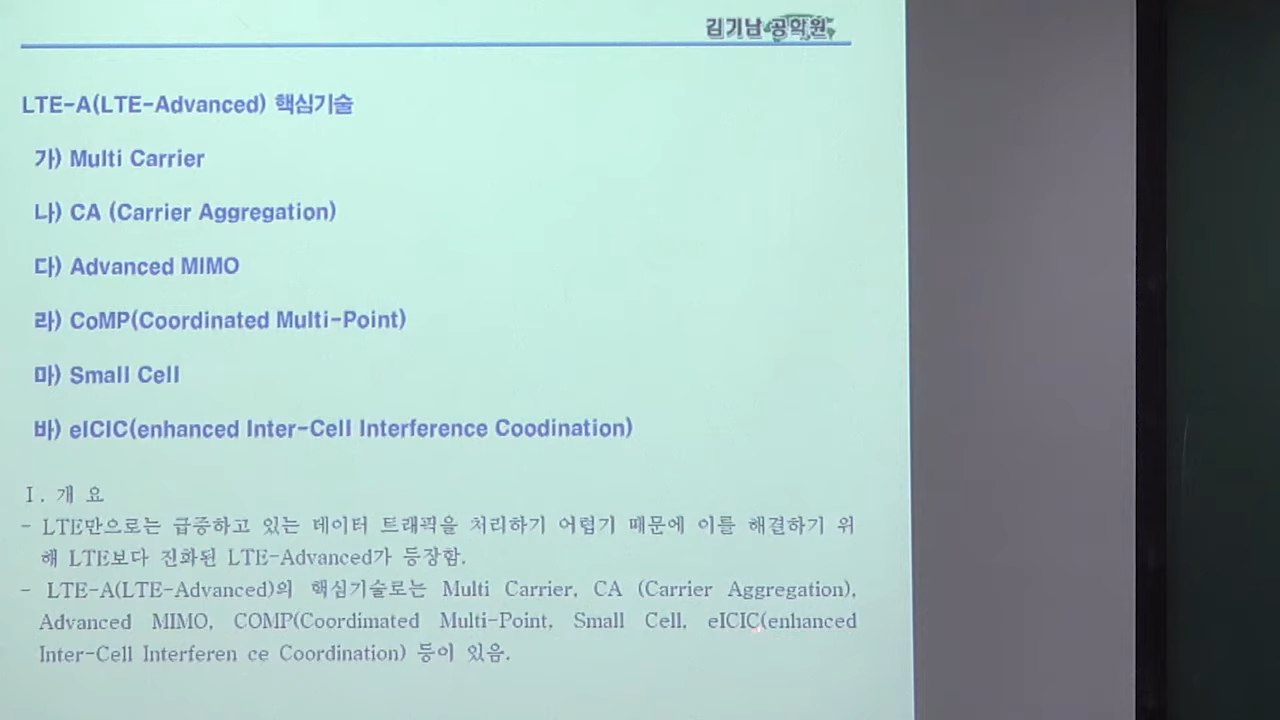 김기남 공학원
LTE-A(LTE-Advanced) 핵심기술
가) Multi Carrier
나) CA (Carrier Aggregation)
다) Advanced MIMO
라) CoMP(Coordinated Multi-Point)
마) Small Cell
바) eICIC(enhanced Inter-Cell Interference Coodination)
I. 개 요
- LTE만으로는 급증하고 있는 데이터 트래픽을 처리하기 어렵기 때문에 이를 해결하기 위
해 LTE보다 진화된 LTE-Advanced가 등장함.
- LTE-A(LTE-Advanced)의 핵심기술로는 Multi Carrier, CA (Carrier Aggregation),
Advanced MIMO, COMP(Coordimated Multi-Point, Small Cell, eICIC(enhanced
Inter-Cell Interferen ce Coordination) 등이 있음.